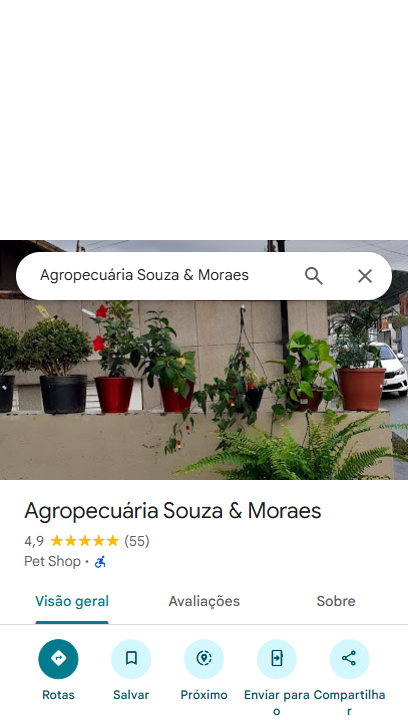 Agropecuária Souza & Moraes
Agropecuária Souza & Moraes
4,9 ★★★★★ (55)
Pet Shop ·
Visão geral Avaliações Sobre
Rotas Salvar Próximo Enviar para o Compartilhar